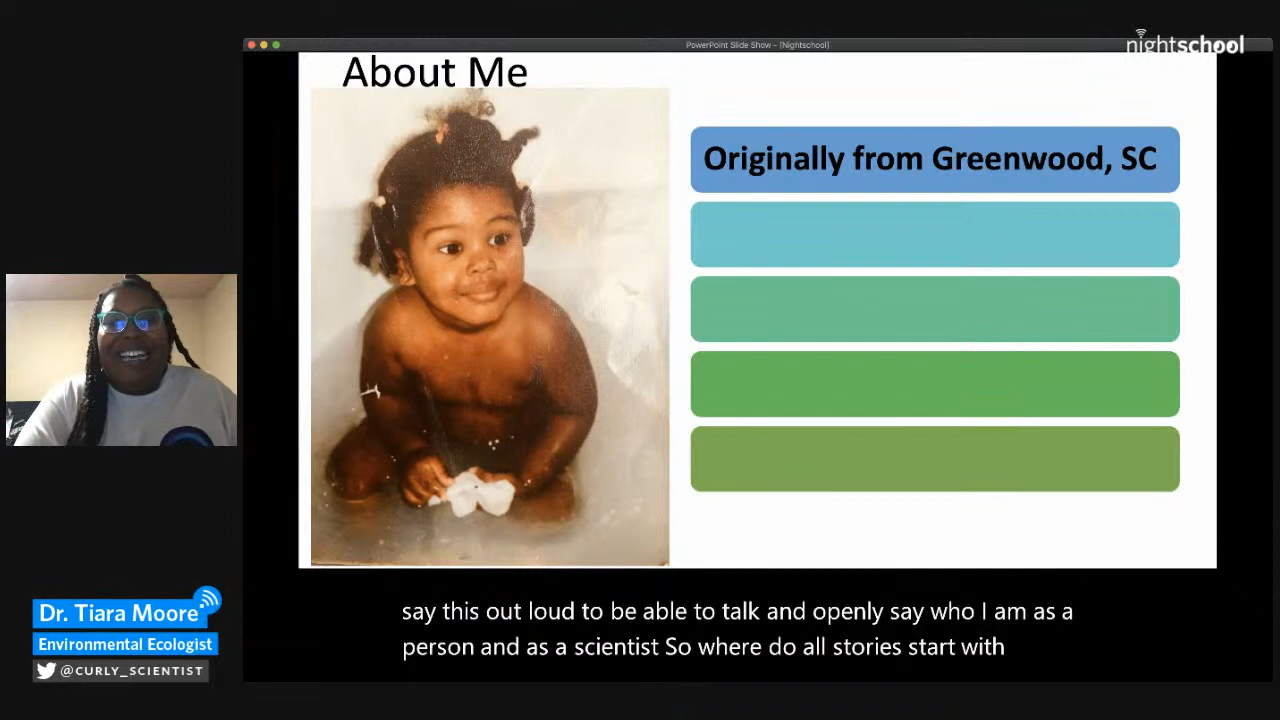 PowerPoint Slide Show - [Nightschool]
nightschool
About Me
Originally from Greenwood, SC
Dr. Tiara Moore
Environmental Ecologist
@CURLY_SCIENTIST
say this out loud to be able to talk and openly say who I am as a
person and as a scientist So where do all stories start with